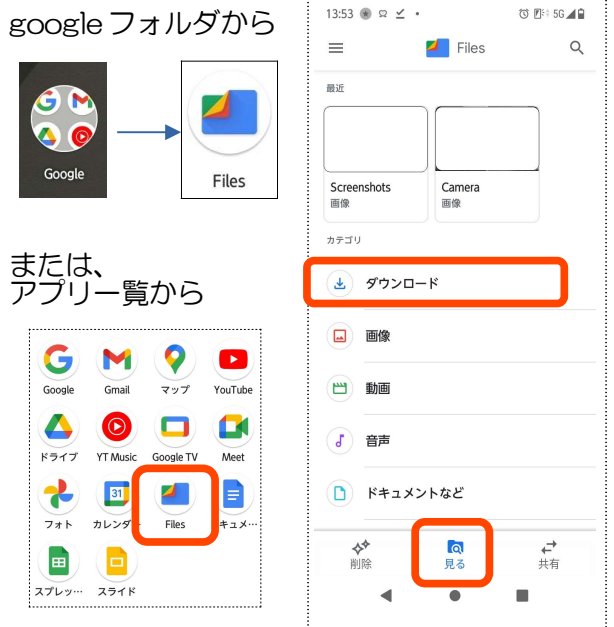 googleフォルダから
Google
Files
または、
アプリ一覧から
Google Gmail マップ YouTube
ドライブ YT Music Google TV Meet
フォト カレンダー Files キュメ…
スプレッ… スライド
13:53 5G
Files
最近
Screenshots
画像
Camera
画像
カテゴリ
ダウンロード
画像
動画
音声
ドキュメントなど
削除 見る 共有